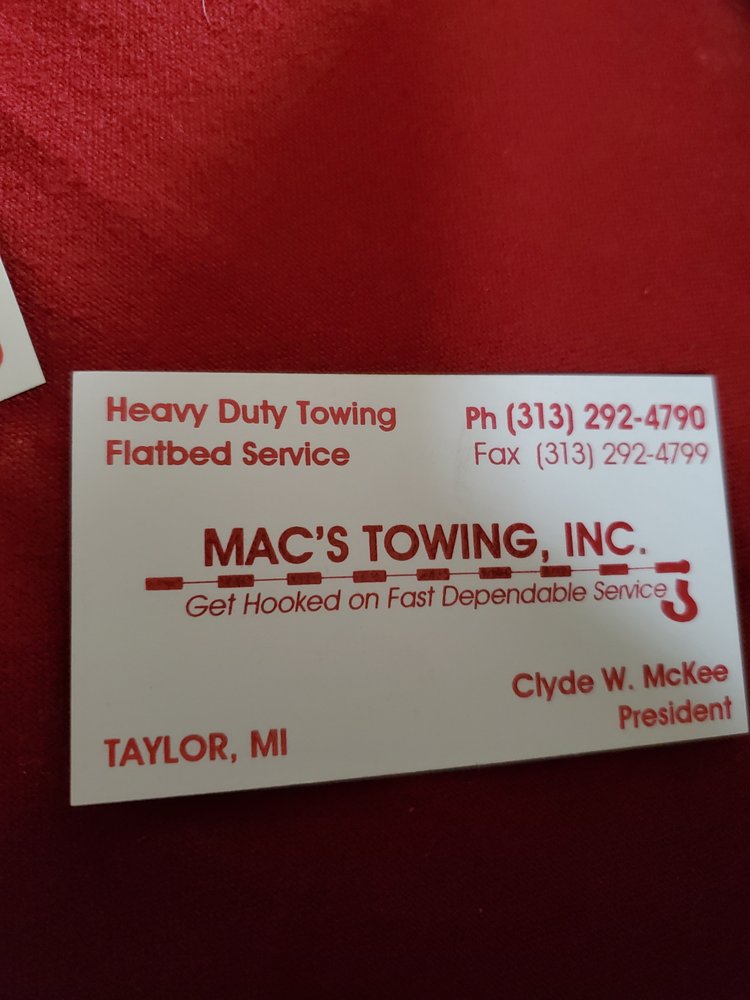 Heavy Duty Towing
Flatbed Service
Ph (313) 292-4790
Fax (313) 292-4799
MAC'S TOWING, INC.
Get Hooked on Fast Dependable Service
Clyde W. McKee
President
TAYLOR, MI